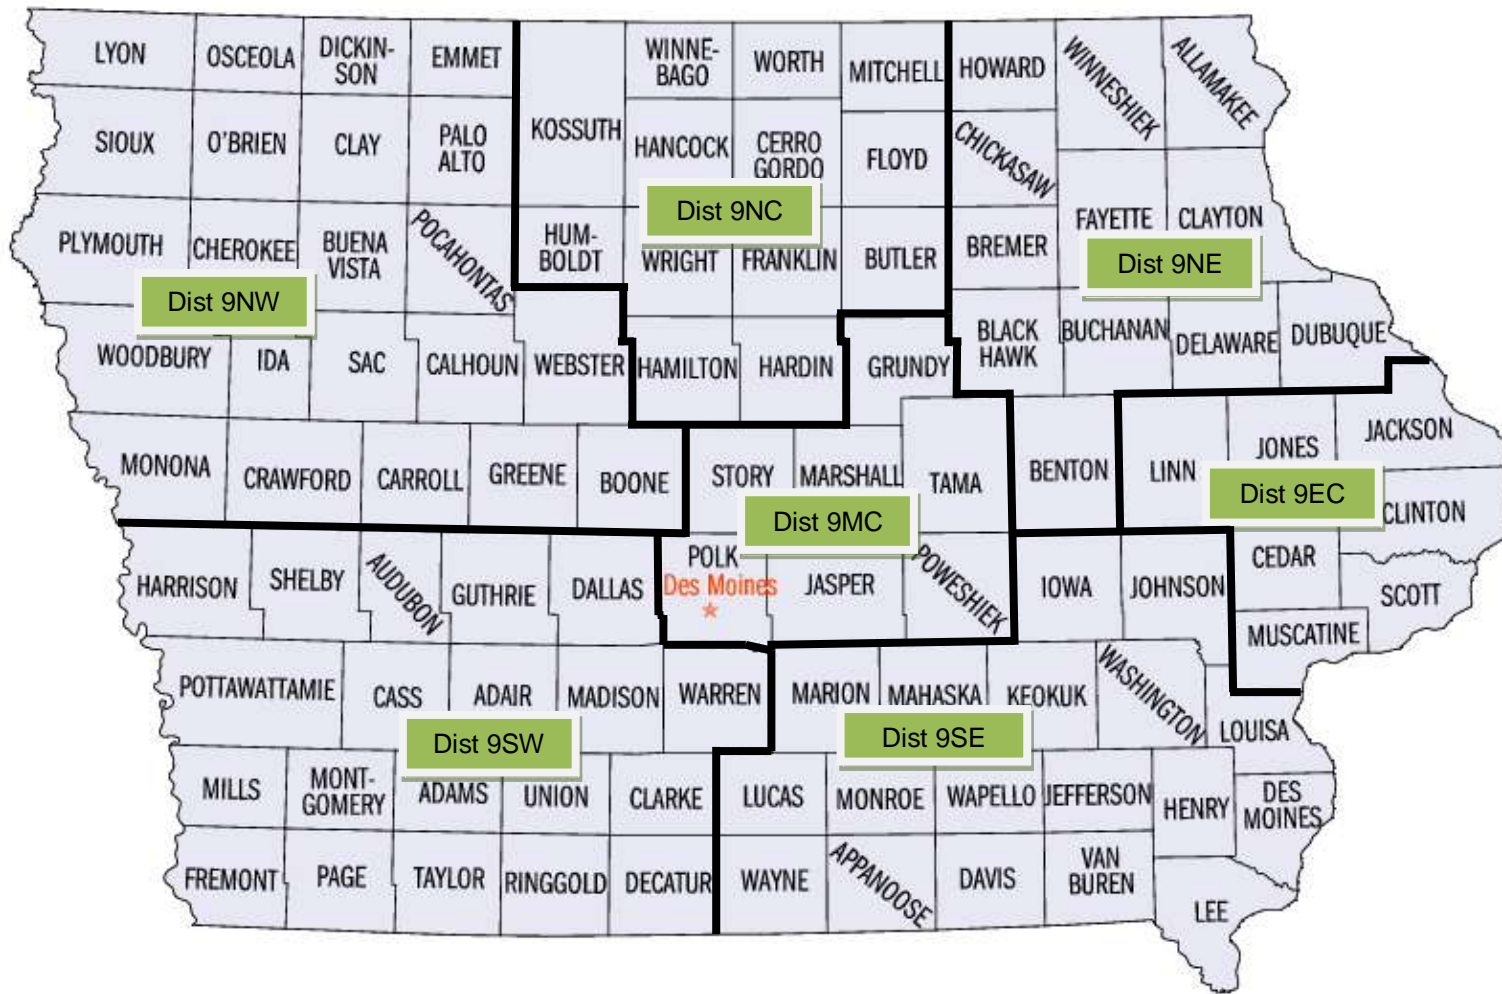 LYON
OSCEOLA
DICKIN-
SON
EMMET
KOSSUTH
WINNE-
BAGO
WORTH
MITCHELL
HOWARD
WINNESHIEK
ALLAMAKEE
SIOUX
O'BRIEN
CLAY
PALO
ALTO
HANCOCK
CERRO
GORDO
FLOYD
CHICKASAW
Dist 9NC
PLYMOUTH
CHEROKEE
BUENA
VISTA
POCAHONTAS
HUM-
BOLDT
WRIGHT
FRANKLIN
BUTLER
BREMER
FAYETTE
CLAYTON
Dist 9NE
Dist 9NW
WOODBURY
IDA
SAC
CALHOUN
WEBSTER
HAMILTON
HARDIN
GRUNDY
BLACK
HAWK
BUCHANAN
DELAWARE
DUBUQUE
MONONA
CRAWFORD
CARROLL
GREENE
BOONE
STORY
MARSHALL
TAMA
BENTON
LINN
JONES
JACKSON
Dist 9EC
CLINTON
Dist 9MC
HARRISON
SHELBY
AUDUBON
GUTHRIE
DALLAS
POLK
Des Moines
JASPER
POWESHIEK
IOWA
JOHNSON
CEDAR
SCOTT
MUSCATINE
POTTAWATTAMIE
CASS
ADAIR
MADISON
WARREN
MARION
MAHASKA
KEOKUK
WASHINGTON
LOUISA
Dist 9SW
Dist 9SE
MILLS
MONT-
GOMERY
ADAMS
UNION
CLARKE
LUCAS
MONROE
WAPELLO
JEFFERSON
HENRY
DES
MOINES
FREMONT
PAGE
TAYLOR
RINGGOLD
DECATUR
WAYNE
APPANOOSE
DAVIS
VAN
BUREN
LEE